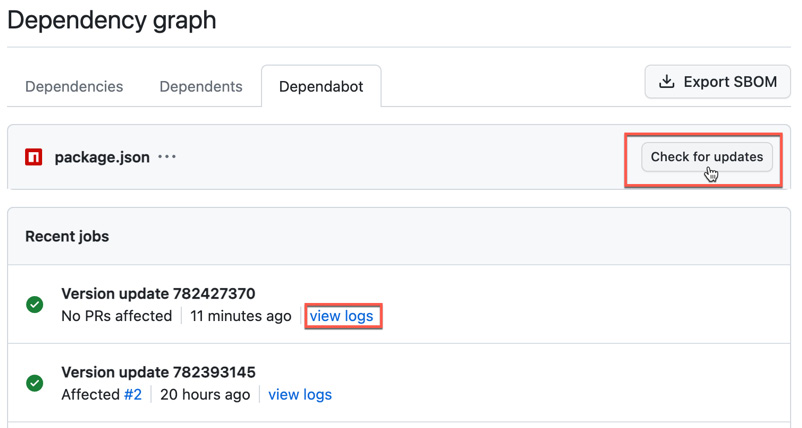 Dependency graph
Dependencies Dependents Dependabot Export SBOM
package.json ··· Check for updates
Recent jobs
Version update 782427370
No PRs affected 11 minutes ago view logs
Version update 782393145
Affected #2 20 hours ago view logs